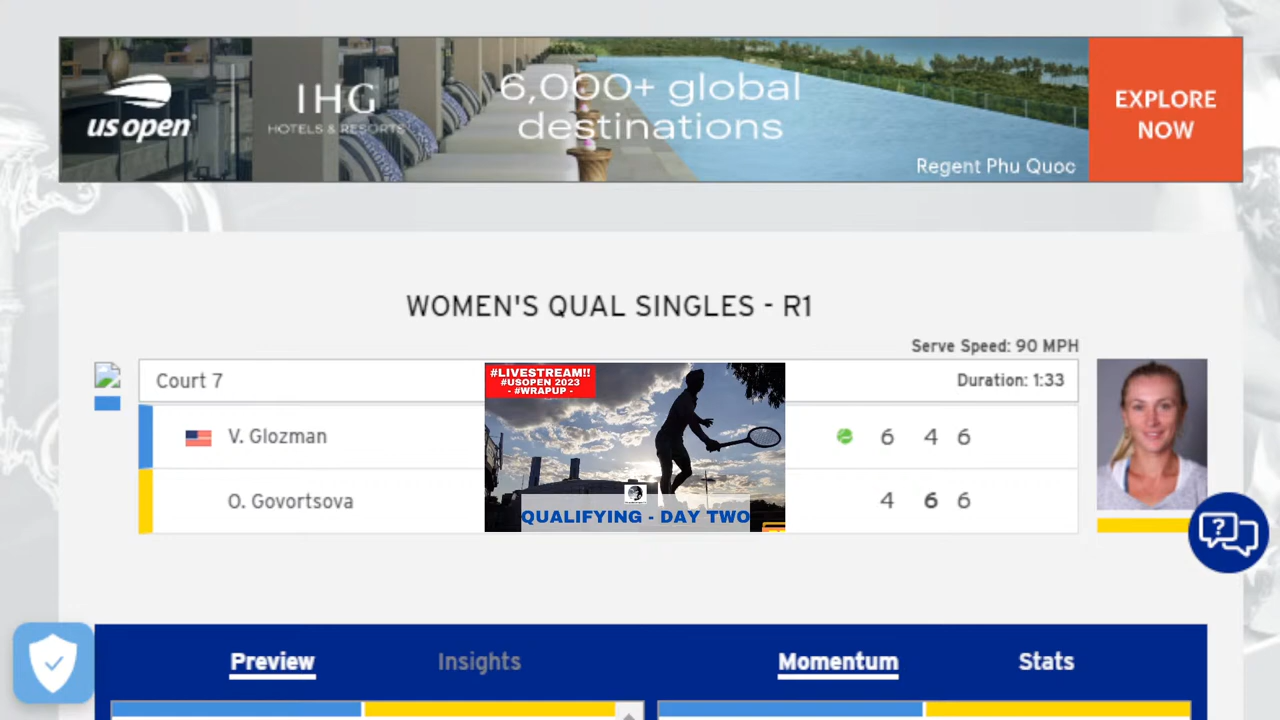 us open
IHG
HOTELS & RESORTS
6,000+ global
destinations
Regent Phu Quoc
EXPLORE
NOW
WOMEN'S QUAL SINGLES - R1
Serve Speed: 90 MPH
Court 7
Duration: 1:33
V. Glozman 6 4 6
O. Govortsova 4 6 6
#LIVESTREAM!!
#USOPEN 2023
- #WRAPUP -
QUALIFYING - DAY TWO
?
Preview Insights Momentum Stats